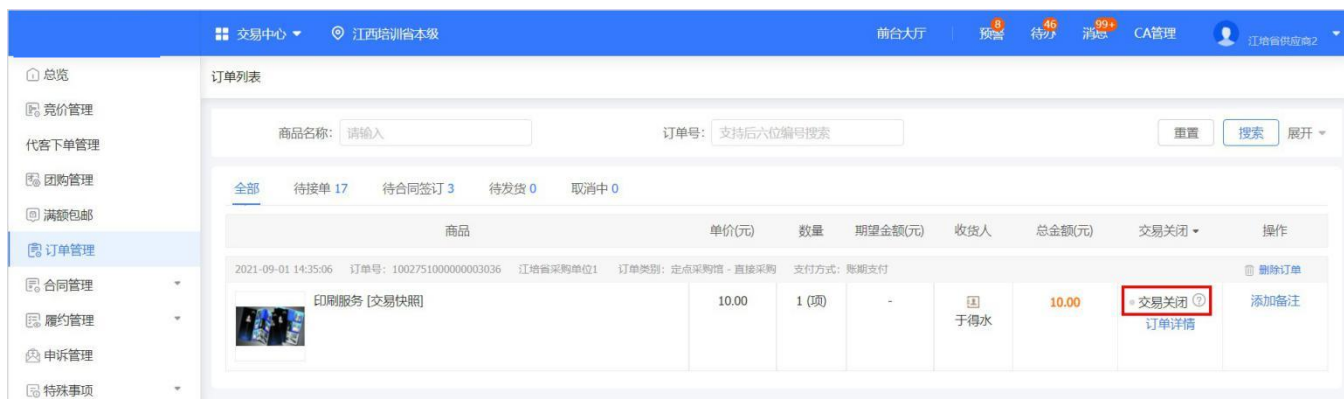 交易中心 江西培训省本级 前台大厅 预警 8 待办 46 消息 99+ CA管理 江培省供应商2
总览
订单列表
竞价管理
商品名称: 请输入 订单号: 支持后六位编号搜索 重置 搜索 展开
代客下单管理
团购管理
全部 待接单 17 待合同签订 3 待发货 0 取消中 0
满额包邮
商品 单价(元) 数量 期望金额(元) 收货人 总金额(元) 交易关闭 操作
订单管理
2021-09-01 14:35:06 订单号: 1002751000000003036 江培省采购单位1 订单类别: 定点采购馆 - 直接采购 支付方式: 账期支付 删除订单
合同管理
印刷服务 [交易快照] 10.00 1 (项) - 于得水 10.00 交易关闭 添加备注
订单详情
履约管理
申诉管理
特殊事项